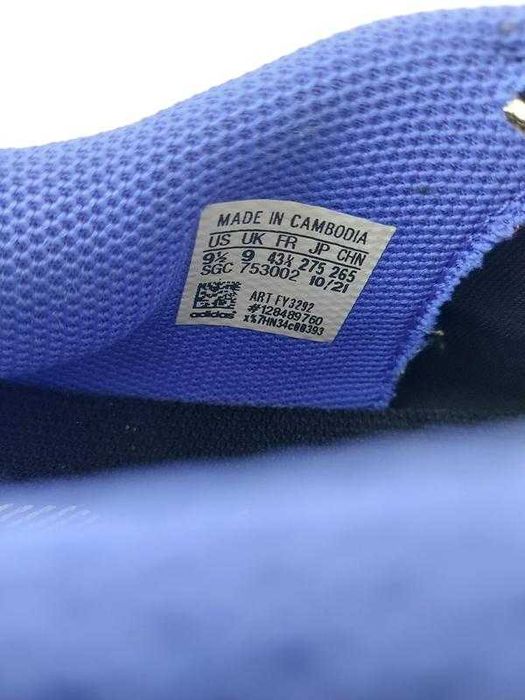 MADE IN CAMBODIA
US UK FR JP CHN
9½ 9 43⅓ 275 265
SGC 753002 10/21
ART FY3292
#128489760
adidas x%7HN34c00393